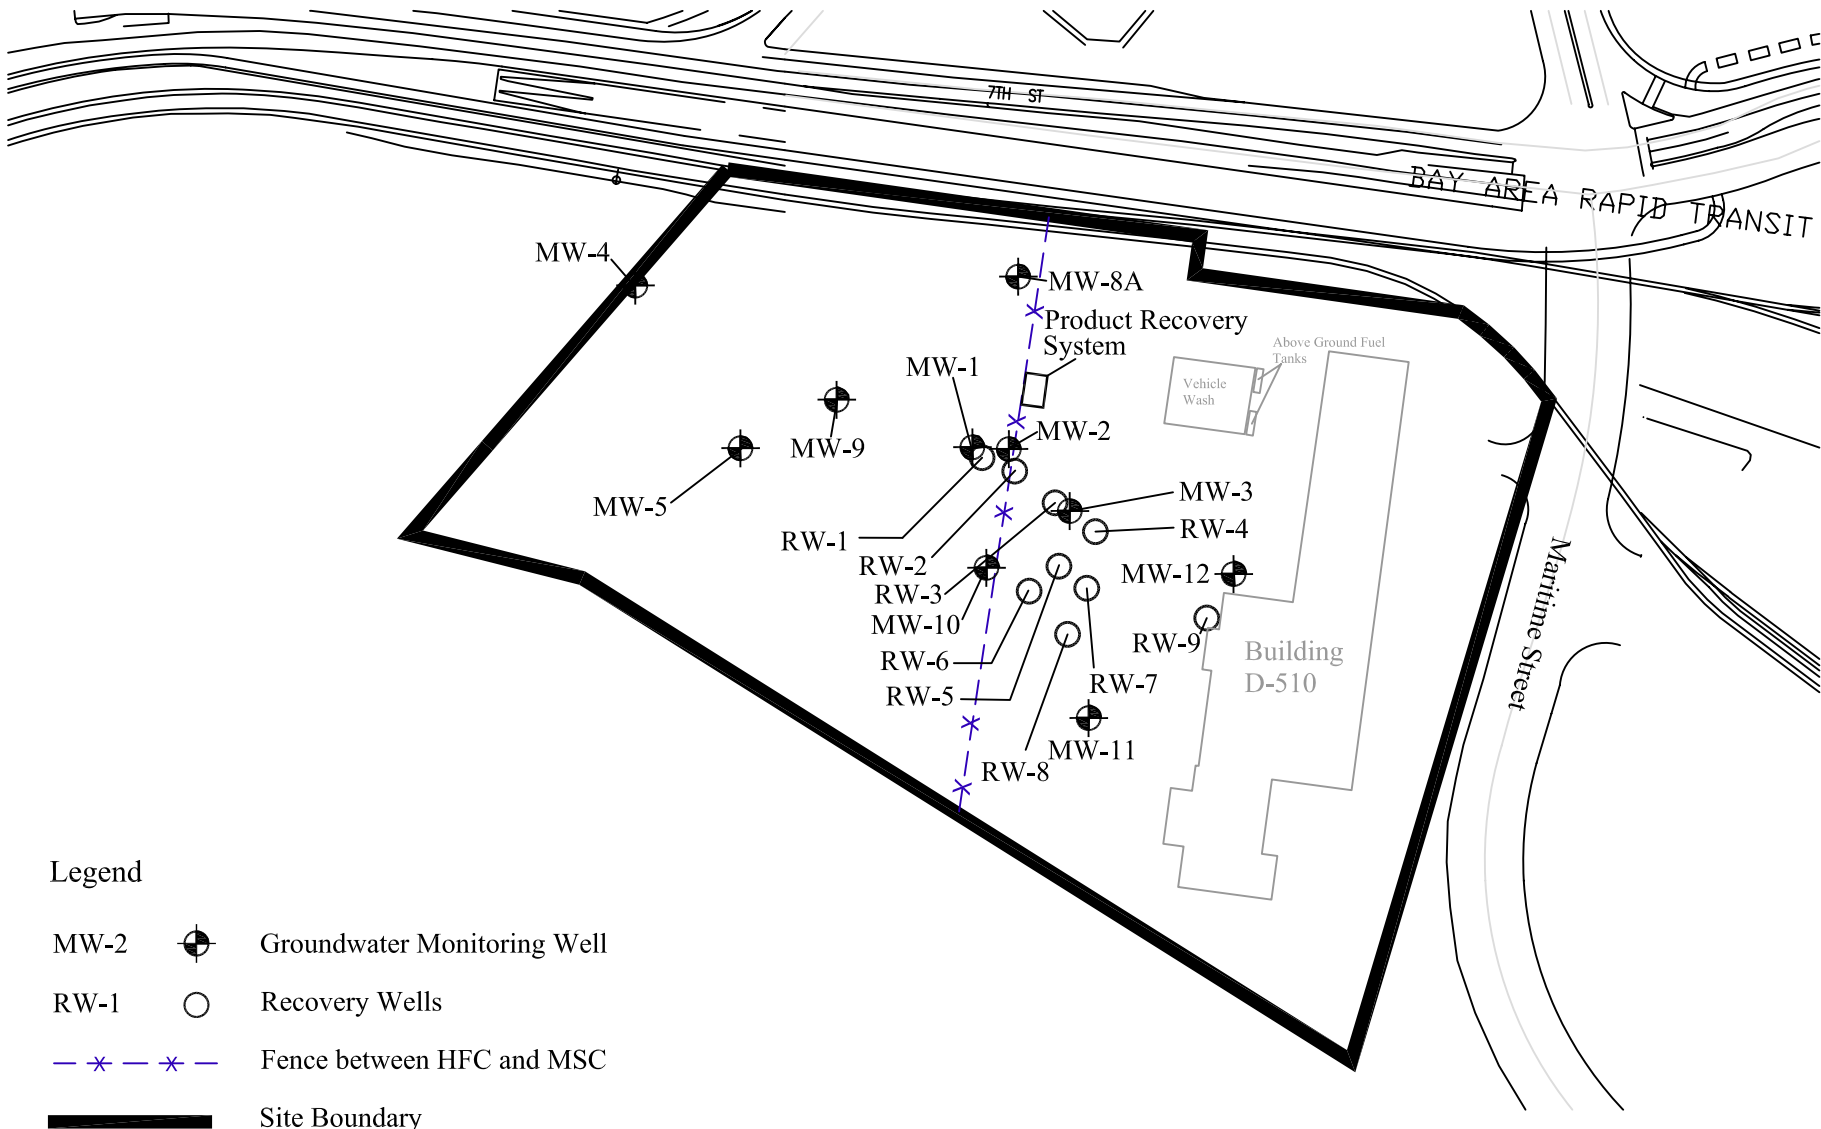 7TH ST
BAY AREA RAPID TRANSIT
MW-4
MW-8A
Product Recovery
System
Above Ground Fuel
Tanks
MW-1
Vehicle
Wash
MW-9
MW-2
MW-5
MW-3
RW-1
RW-4
RW-2
MW-12
RW-3
MW-10
RW-9
RW-6
Building
D-510
Maritime Street
RW-5
RW-7
MW-11
RW-8
Legend
MW-2 Groundwater Monitoring Well
RW-1 Recovery Wells
Fence between HFC and MSC
Site Boundary